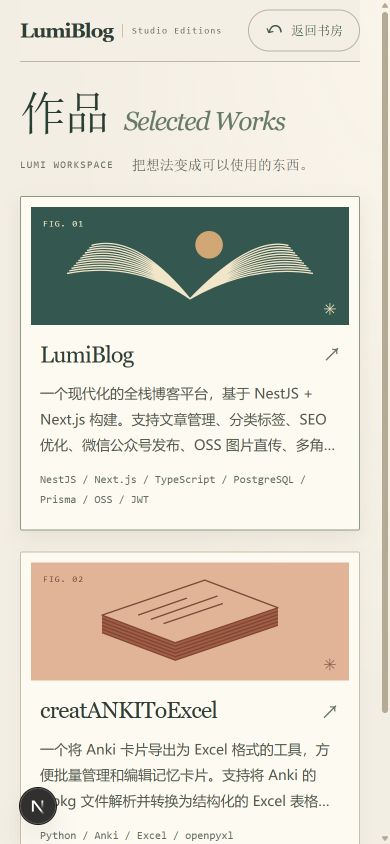 LumiBlog Studio Editions 返回书房
作品 Selected Works
LUMI WORKSPACE 把想法变成可以使用的东西。
FIG. 01
LumiBlog
一个现代化的全栈博客平台，基于 NestJS +
Next.js 构建。支持文章管理、分类标签、SEO
优化、微信公众号发布、OSS 图片直传、多角...
NestJS / Next.js / TypeScript / PostgreSQL /
Prisma / OSS / JWT
FIG. 02
creatANKIToExcel
一个将 Anki 卡片导出为 Excel 格式的工具，方
便批量管理和编辑记忆卡片。支持将 Anki 的
pkg 文件解析并转换为结构化的 Excel 表格...
Python / Anki / Excel / openpyxl
N